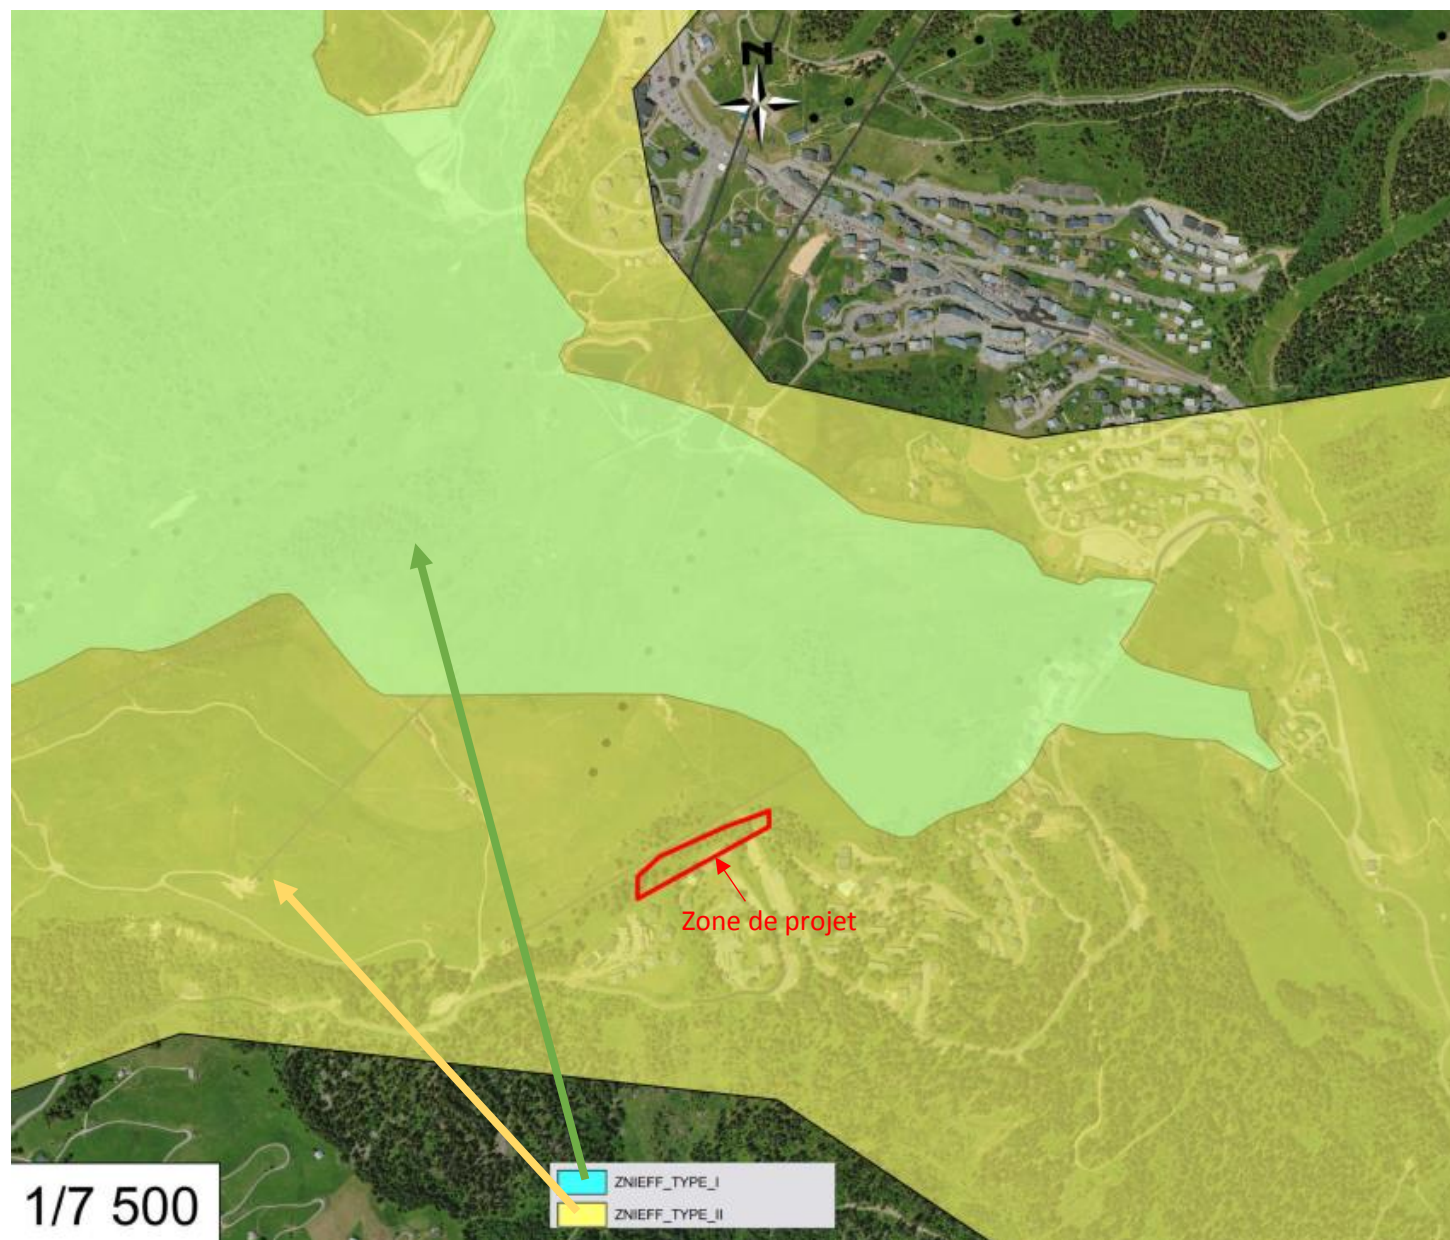 N
Zone de projet
1/7 500
ZNIEFF_TYPE_I
ZNIEFF_TYPE_II